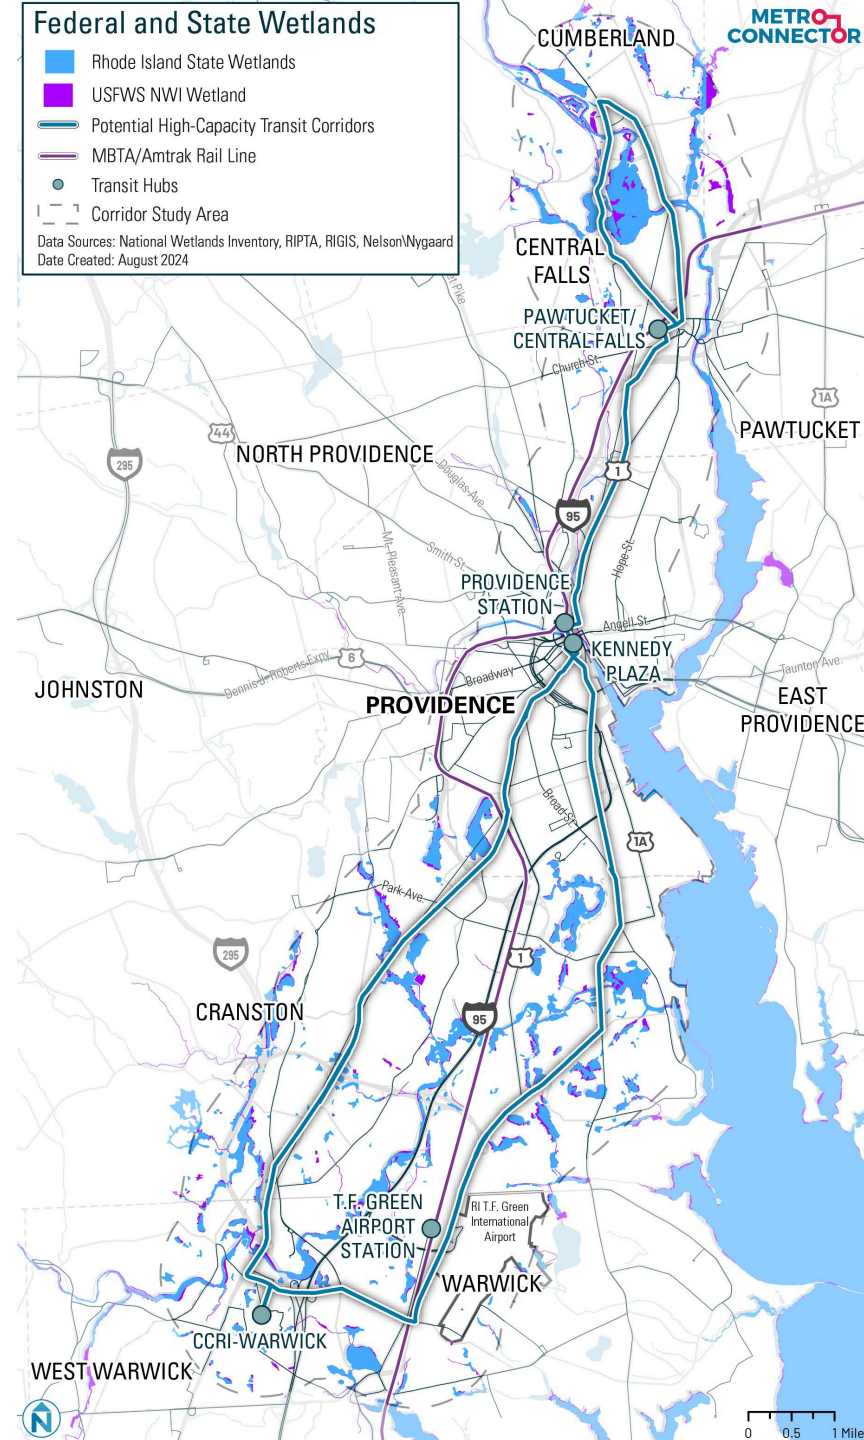 Federal and State Wetlands
Rhode Island State Wetlands
USFWS NWI Wetland
Potential High-Capacity Transit Corridors
MBTA/Amtrak Rail Line
Transit Hubs
Corridor Study Area
Data Sources: National Wetlands Inventory, RIPTA, RIGIS, Nelson\Nygaard
Date Created: August 2024
METRO
CONNECTOR
CUMBERLAND
CENTRAL
FALLS
Pike
PAWTUCKET/
CENTRAL FALLS
Church St.
1A
44
PAWTUCKET
NORTH PROVIDENCE
295
Douglas Ave.
1
95
Smith St.
Mt. Pleasant Ave.
Hope St.
PROVIDENCE
STATION
Angell St.
KENNEDY
PLAZA
6
Dennis J. Roberts Expy
Broadway
Taunton Ave.
JOHNSTON
PROVIDENCE
EAST
PROVIDENCE
Broad St.
1A
Park Ave.
295
1
CRANSTON
95
T.F. GREEN
AIRPORT
STATION
RI T.F. Green
International
Airport
WARWICK
CCRI-WARWICK
WEST WARWICK
N
0 0.5 1 Mile